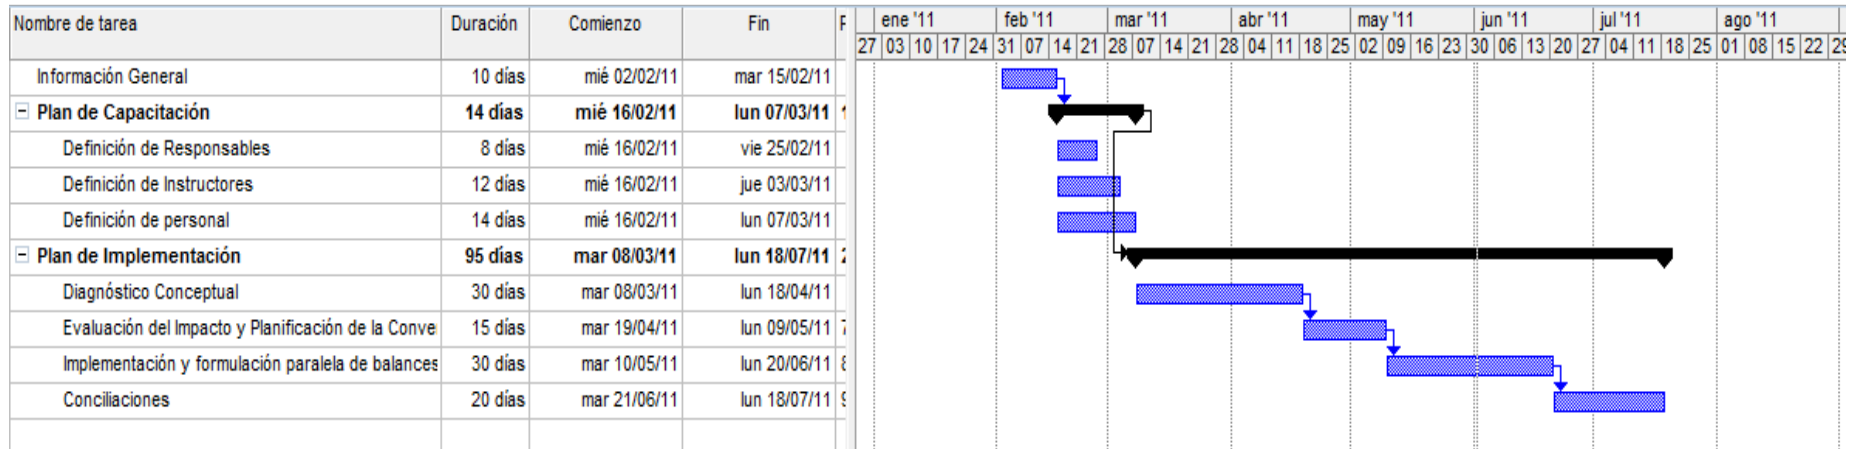 Nombre de tarea Duración Comienzo Fin P ene '11 feb '11 mar '11 abr '11 may '11 jun '11 jul '11 ago '11
27 03 10 17 24 31 07 14 21 28 07 14 21 28 04 11 18 25 02 09 16 23 30 06 13 20 27 04 11 18 25 01 08 15 22 29
Información General 10 días mié 02/02/11 mar 15/02/11
Plan de Capacitación 14 días mié 16/02/11 lun 07/03/11 1
Definición de Responsables 8 días mié 16/02/11 vie 25/02/11
Definición de Instructores 12 días mié 16/02/11 jue 03/03/11
Definición de personal 14 días mié 16/02/11 lun 07/03/11
Plan de Implementación 95 días mar 08/03/11 lun 18/07/11 2
Diagnóstico Conceptual 30 días mar 08/03/11 lun 18/04/11
Evaluación del Impacto y Planificación de la Conve 15 días mar 19/04/11 lun 09/05/11 7
Implementación y formulación paralela de balances 30 días mar 10/05/11 lun 20/06/11 8
Conciliaciones 20 días mar 21/06/11 lun 18/07/11 9